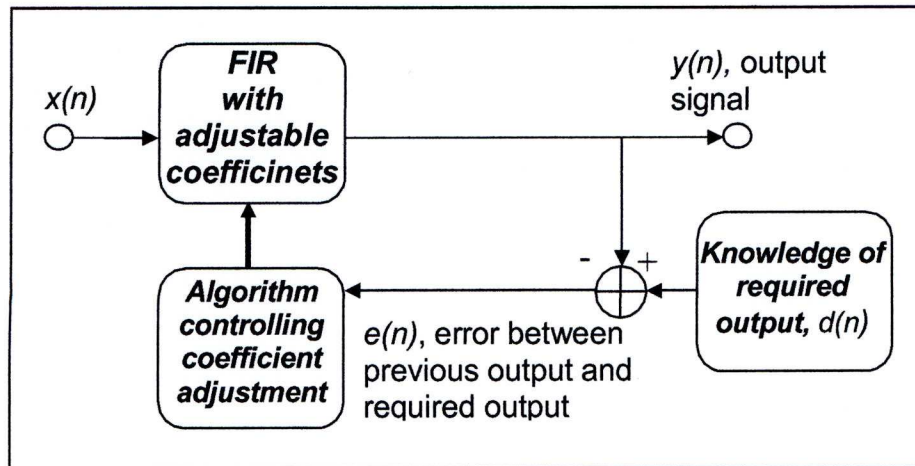 FIR
with
adjustable
coefficinets
x(n)
y(n), output
signal
- +
Knowledge of
required
output, d(n)
Algorithm
controlling
coefficient
adjustment
e(n), error between
previous output and
required output